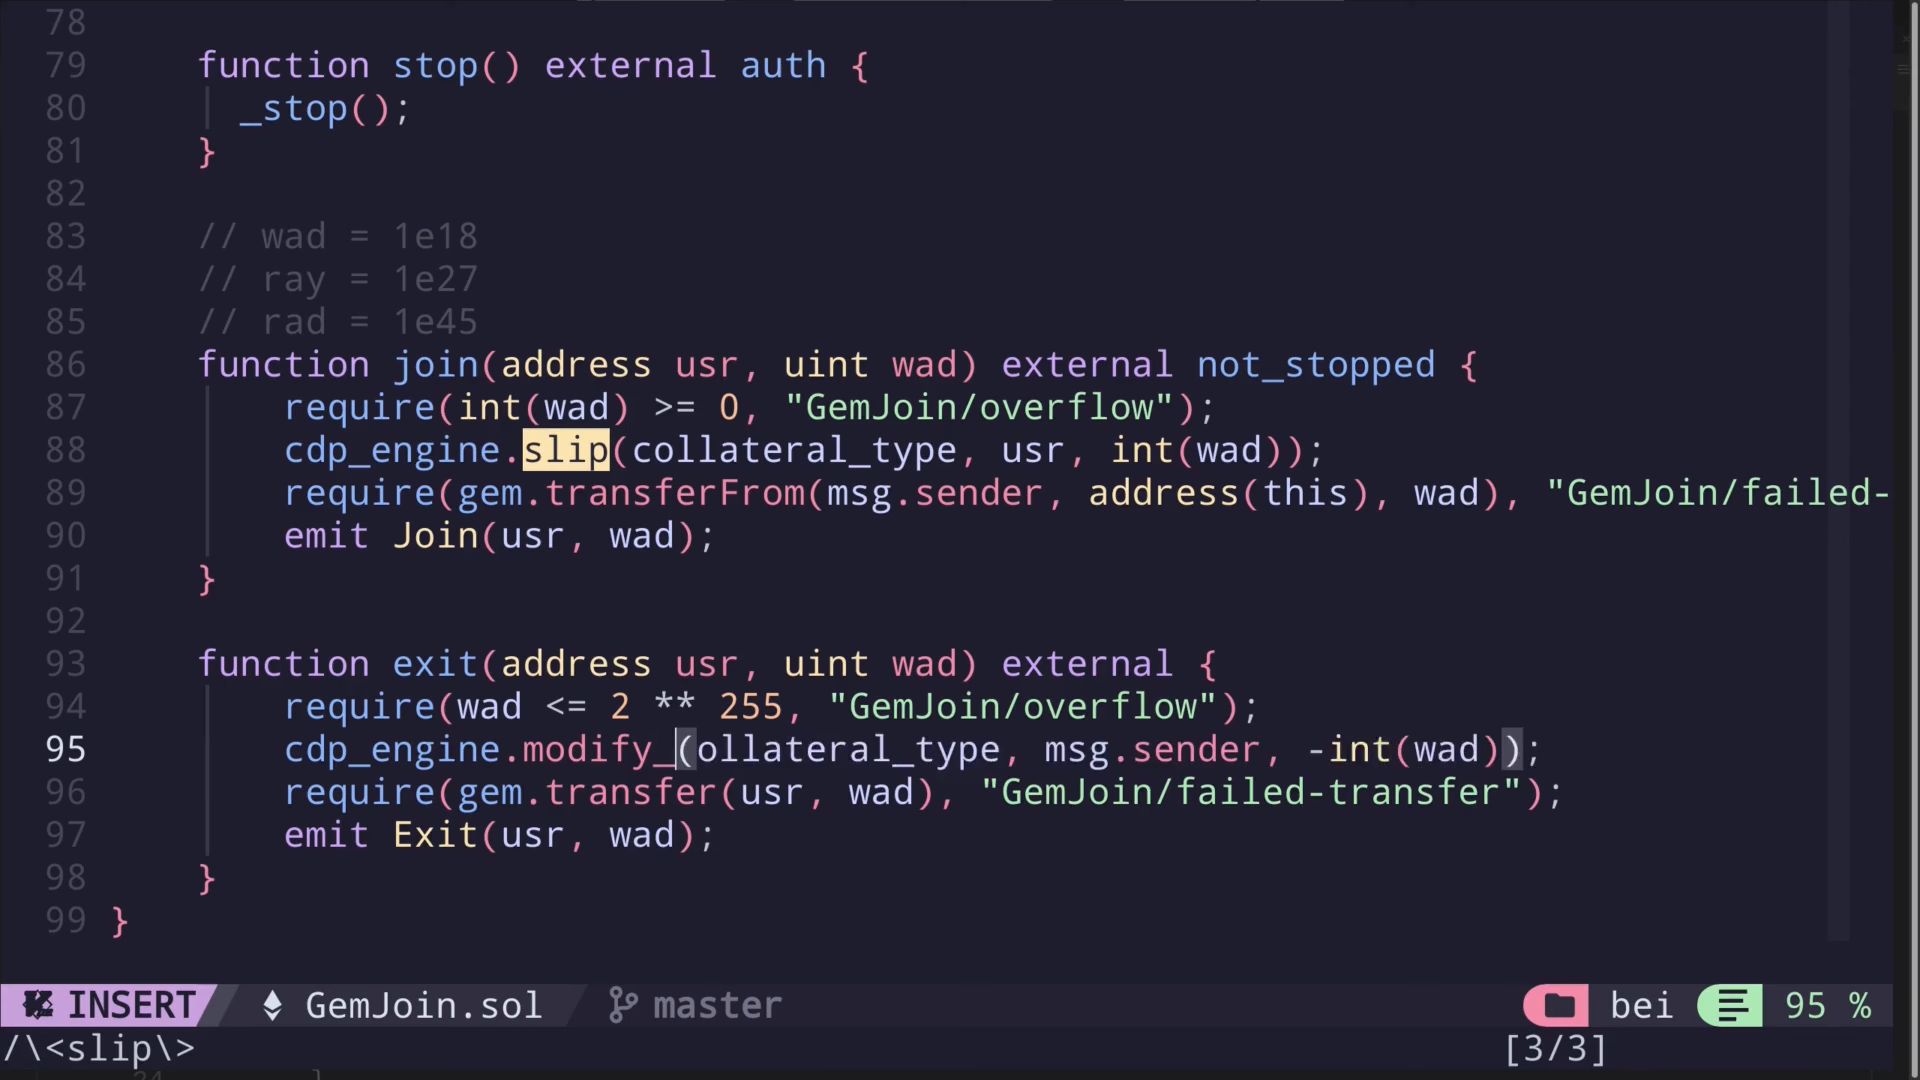 78
79 function stop() external auth {
80 _stop();
81 }
82
83 // wad = 1e18
84 // ray = 1e27
85 // rad = 1e45
86 function join(address usr, uint wad) external not_stopped {
87 require(int(wad) >= 0, "GemJoin/overflow");
88 cdp_engine.slip(collateral_type, usr, int(wad));
89 require(gem.transferFrom(msg.sender, address(this), wad), "GemJoin/failed-
90 emit Join(usr, wad);
91 }
92
93 function exit(address usr, uint wad) external {
94 require(wad <= 2 ** 255, "GemJoin/overflow");
95 cdp_engine.modify_(ollateral_type, msg.sender, -int(wad));
96 require(gem.transfer(usr, wad), "GemJoin/failed-transfer");
97 emit Exit(usr, wad);
98 }
99 }
INSERT GemJoin.sol master bei 95 %
/\<slip\> [3/3]